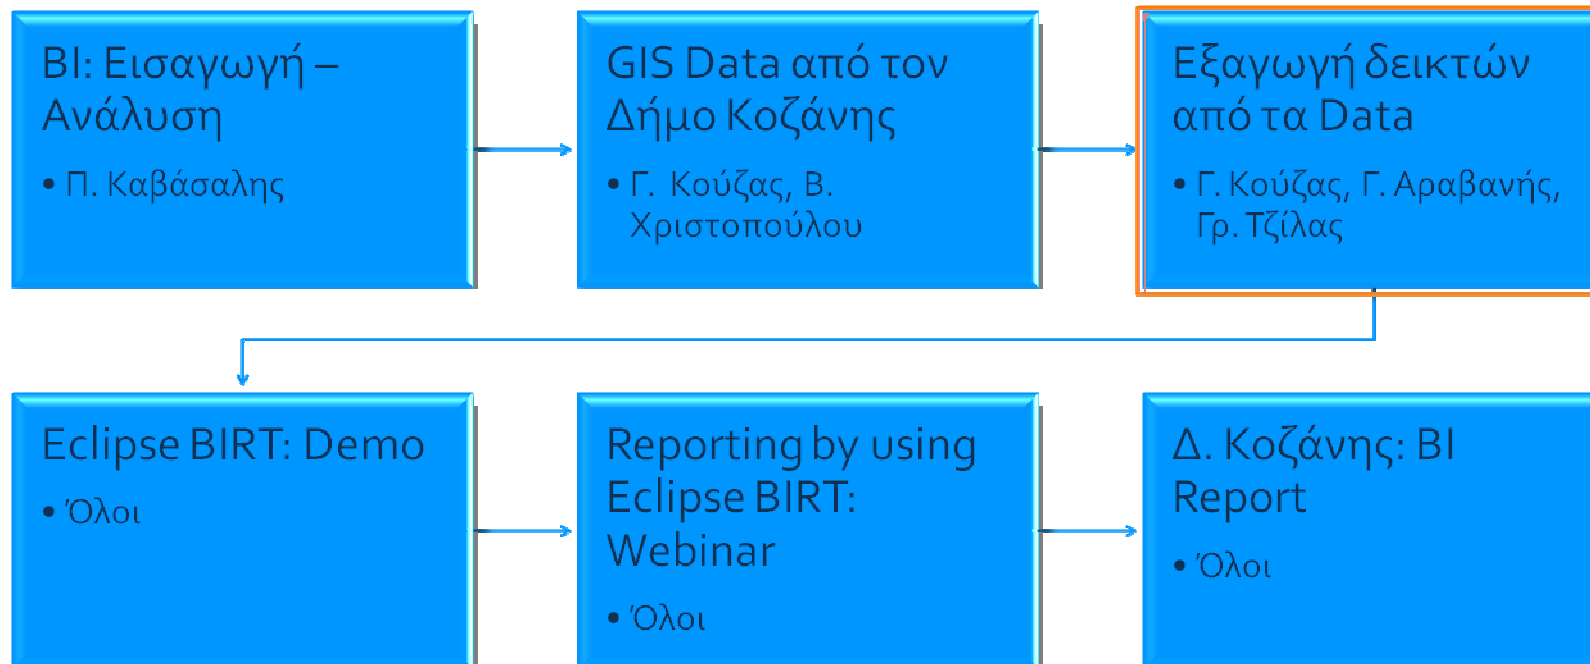 BI: Εισαγωγή –
Ανάλυση
• Π. Καβάσαλης
GIS Data από τον
Δήμο Κοζάνης
• Γ. Κούζας, Β.
Χριστοπούλου
Εξαγωγή δεικτών
από τα Data
• Γ. Κούζας, Γ. Αραβανής,
Γρ. Τζίλας
Eclipse BIRT: Demo
• Όλοι
Reporting by using
Eclipse BIRT:
Webinar
• Όλοι
Δ. Κοζάνης: BI
Report
• Όλοι